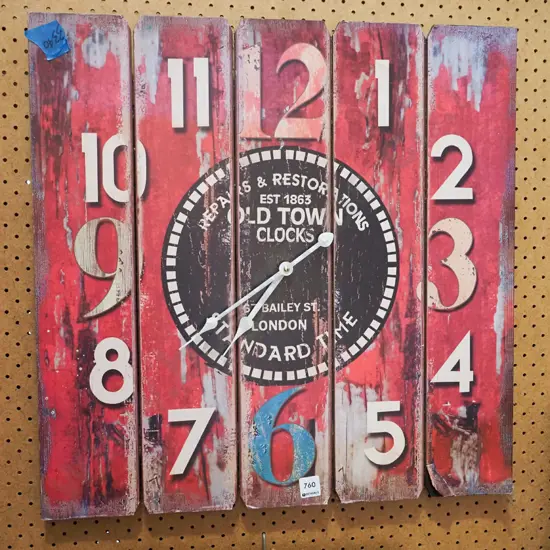 11 12 1
10 2
REPAIRS & RESTORATIONS
EST 1863
OLD TOWN
CLOCKS
9 3
67 BAILEY ST.
LONDON
STANDARD TIME
8 4
7 6 5
760